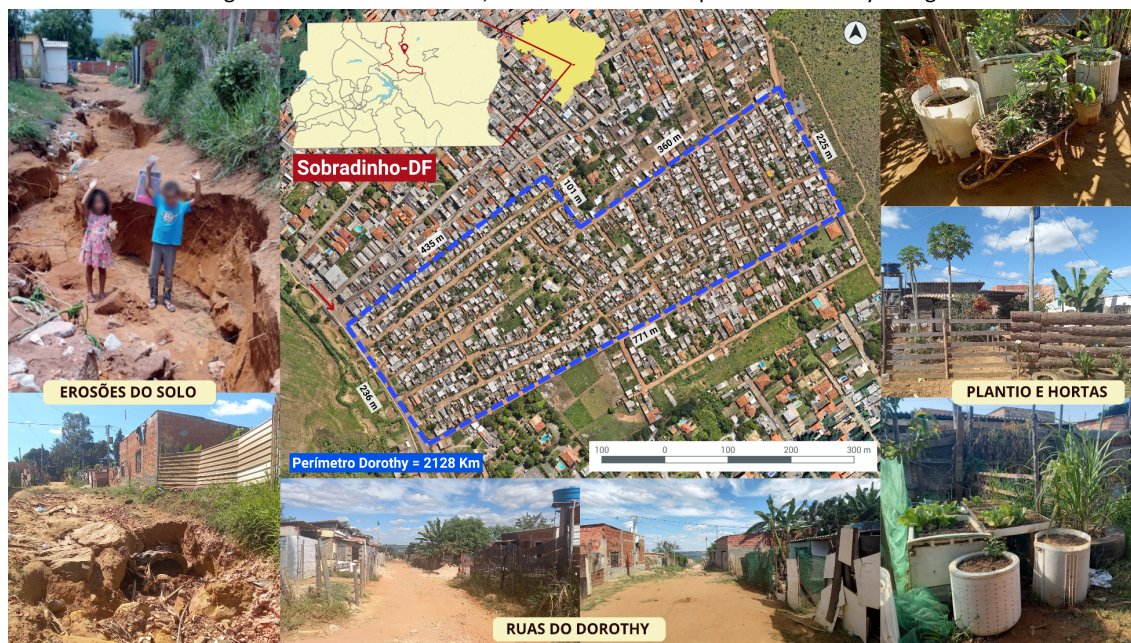 Sobradinho-DF
360 m
225 m
101 m
435 m
771 m
256 m
100 0 100 200 300 m
Perímetro Dorothy = 2128 Km
EROSÕES DO SOLO
PLANTIO E HORTAS
RUAS DO DOROTHY